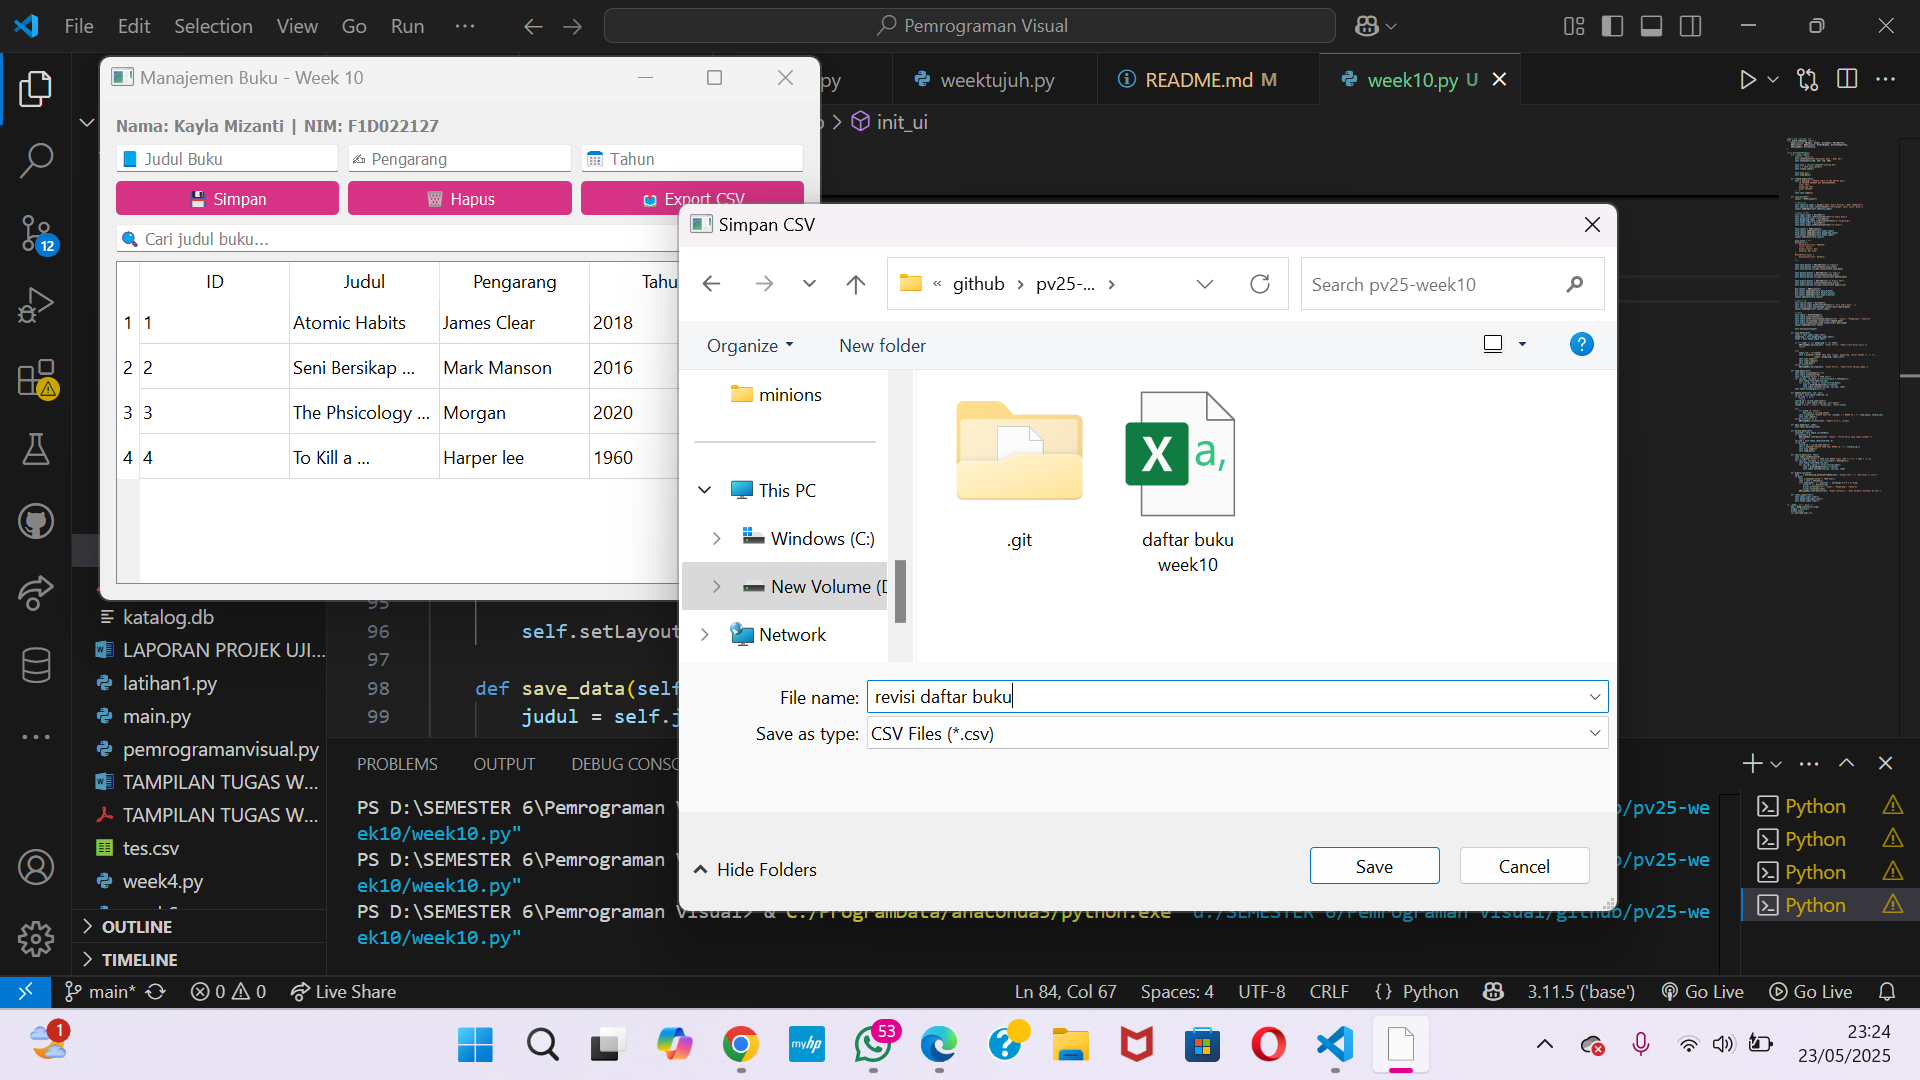 File Edit Selection View Go Run ...
Pemrograman Visual
Manajemen Buku - Week 10
py
weektujuh.py
README.md M
week10.py U
init_ui
Nama: Kayla Mizanti | NIM: F1D022127
Judul Buku
Pengarang
Tahun
Simpan
Hapus
Export CSV
Cari judul buku...
ID Judul Pengarang Tahu
1 1 Atomic Habits James Clear 2018
2 2 Seni Bersikap ... Mark Manson 2016
3 3 The Phsicology ... Morgan 2020
4 4 To Kill a ... Harper lee 1960
12
Simpan CSV
« github › pv25-... ›
Search pv25-week10
Organize
New folder
minions
This PC
Windows (C:)
New Volume (D
Network
.git
daftar buku
week10
File name: revisi daftar buku
Save as type: CSV Files (*.csv)
Hide Folders
Save
Cancel
katalog.db
LAPORAN PROJEK UJI...
latihan1.py
main.py
pemrogramanvisual.py
TAMPILAN TUGAS W...
TAMPILAN TUGAS W...
tes.csv
week4.py
OUTLINE
TIMELINE
95
96 self.setLayout
97
98 def save_data(self
99 judul = self.j
PROBLEMS OUTPUT DEBUG CONSO
PS D:\SEMESTER 6\Pemrograman V
b/pv25-we
ek10/week10.py"
PS D:\SEMESTER 6\Pemrograman
b/pv25-we
ek10/week10.py"
PS D:\SEMESTER 6\Pemrograman Visual> & C:/ProgramData/anaconda3/python.exe "d:/SEMESTER 6/Pemrograman Visual/github/pv25-we
ek10/week10.py"
Python
Python
Python
Python
main* 0 0 Live Share
Ln 84, Col 67 Spaces: 4 UTF-8 CRLF {} Python 3.11.5 ('base') Go Live Go Live
1
myhp
53
23:24
23/05/2025